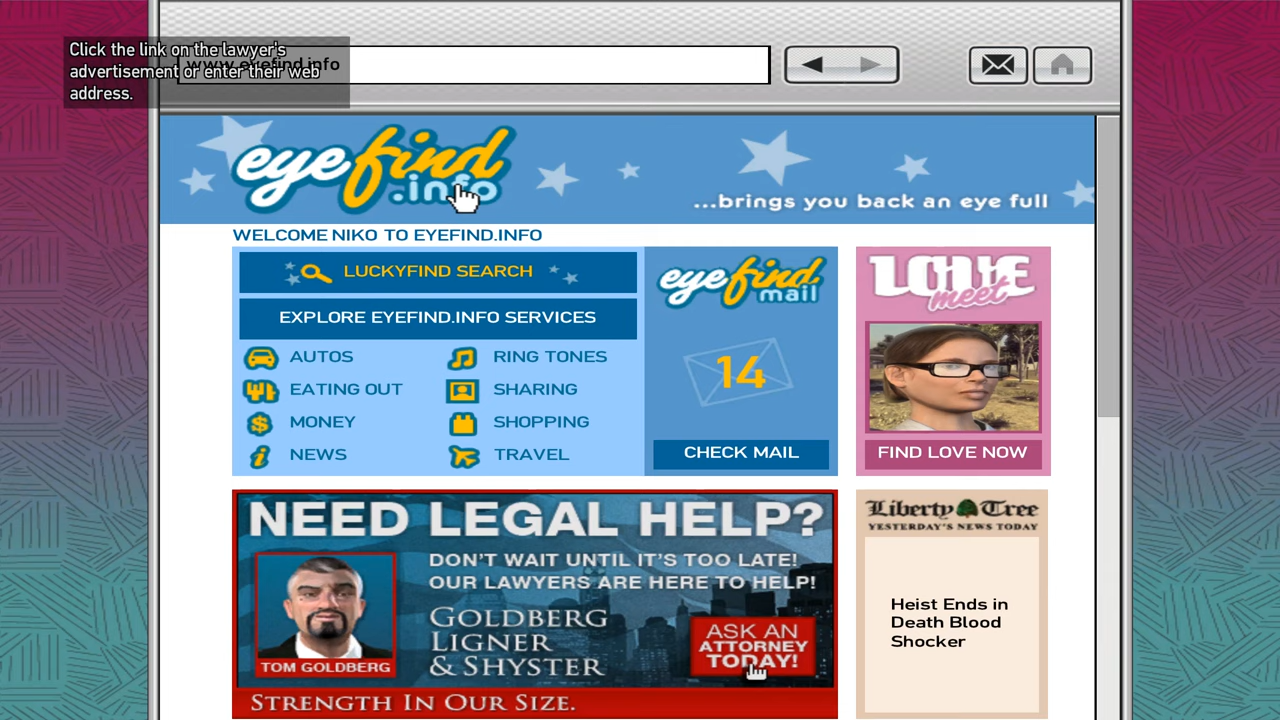 Click the link on the lawyer's
advertisement or enter their web
address.
www.eyefind.info
eyefind
.info
...brings you back an eye full
WELCOME NIKO TO EYEFIND.INFO
LUCKYFIND SEARCH
EXPLORE EYEFIND.INFO SERVICES
AUTOS
RING TONES
EATING OUT
SHARING
MONEY
SHOPPING
NEWS
TRAVEL
eyefind
mail
14
CHECK MAIL
LOVE
meet
FIND LOVE NOW
NEED LEGAL HELP?
DON'T WAIT UNTIL IT'S TOO LATE!
OUR LAWYERS ARE HERE TO HELP!
GOLDBERG
LIGNER
& SHYSTER
TOM GOLDBERG
ASK AN
ATTORNEY
TODAY!
STRENGTH IN OUR SIZE.
Liberty Tree
YESTERDAY'S NEWS TODAY
Heist Ends in
Death Blood
Shocker